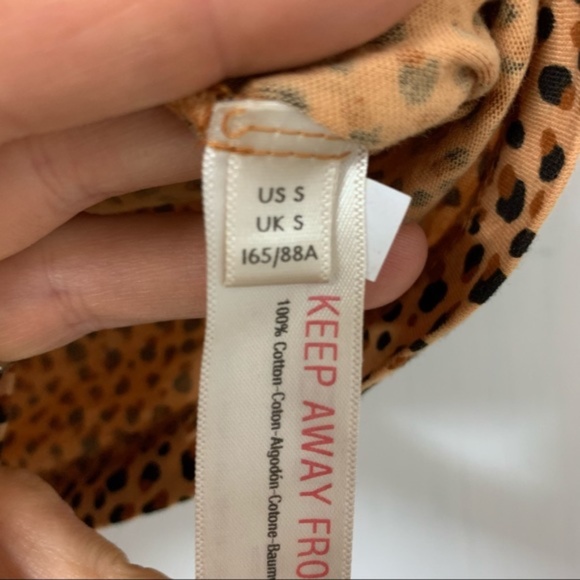 US S
UK S
165/88A
KEEP AWAY FRO
100% Cotton-Coton-Algodón-Cotone-Baum